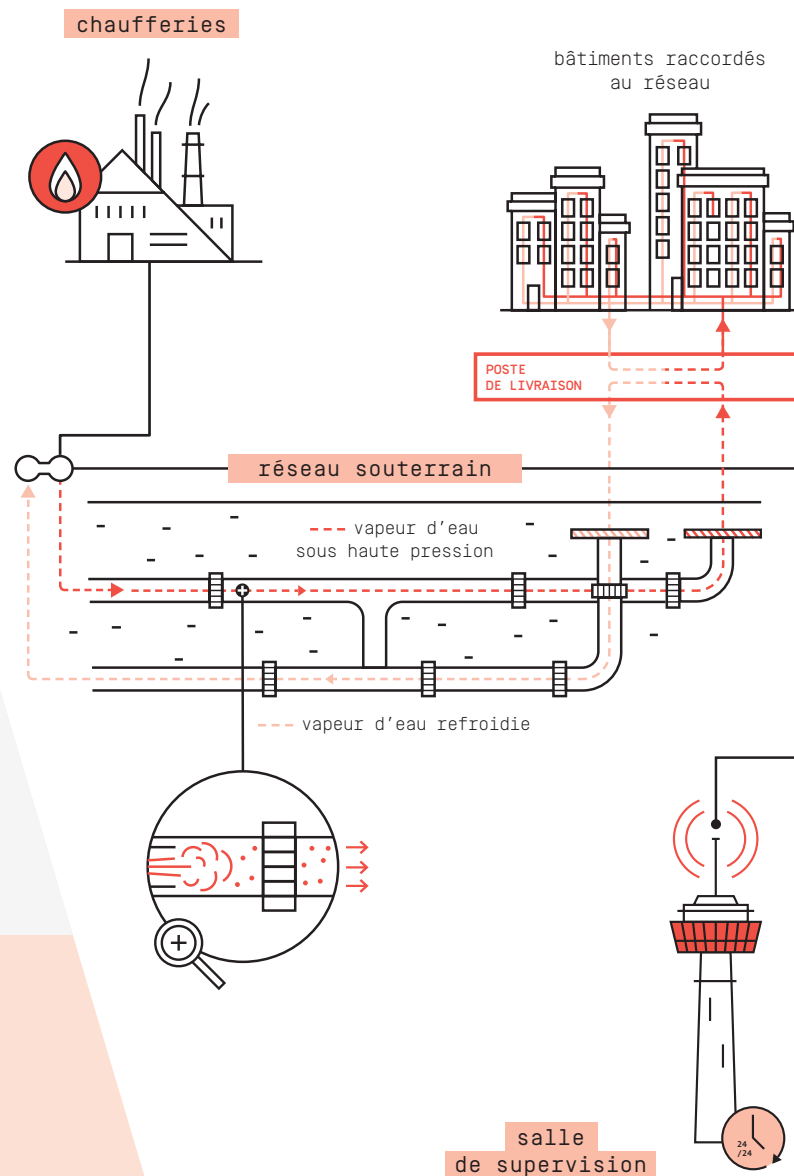 chaufferies
bâtiments raccordés
au réseau
POSTE
DE LIVRAISON
réseau souterrain
vapeur d'eau
sous haute pression
vapeur d'eau refroidie
24
/24
salle
de supervision